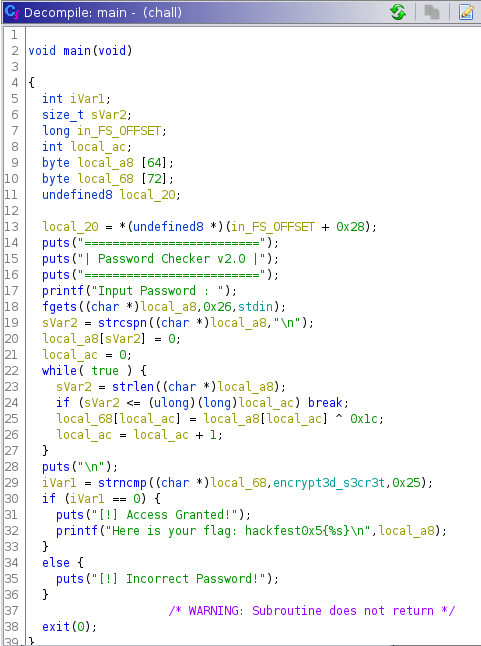 Decompile: main - (chall)
1
2 void main(void)
3
4 {
5 int iVar1;
6 size_t sVar2;
7 long in_FS_OFFSET;
8 int local_ac;
9 byte local_a8 [64];
10 byte local_68 [72];
11 undefined8 local_20;
12
13 local_20 = *(undefined8 *)(in_FS_OFFSET + 0x28);
14 puts("=========================");
15 puts("| Password Checker v2.0 |");
16 puts("=========================");
17 printf("Input Password : ");
18 fgets((char *)local_a8,0x26,stdin);
19 sVar2 = strcspn((char *)local_a8,"\n");
20 local_a8[sVar2] = 0;
21 local_ac = 0;
22 while( true ) {
23 sVar2 = strlen((char *)local_a8);
24 if (sVar2 <= (ulong)(long)local_ac) break;
25 local_68[local_ac] = local_a8[local_ac] ^ 0x1c;
26 local_ac = local_ac + 1;
27 }
28 puts("\n");
29 iVar1 = strncmp((char *)local_68,encrypt3d_s3cr3t,0x25);
30 if (iVar1 == 0) {
31 puts("[!] Access Granted!");
32 printf("Here is your flag: hackfest0x5{%s}\n",local_a8);
33 }
34 else {
35 puts("[!] Incorrect Password!");
36 }
37 /* WARNING: Subroutine does not return */
38 exit(0);
39 }